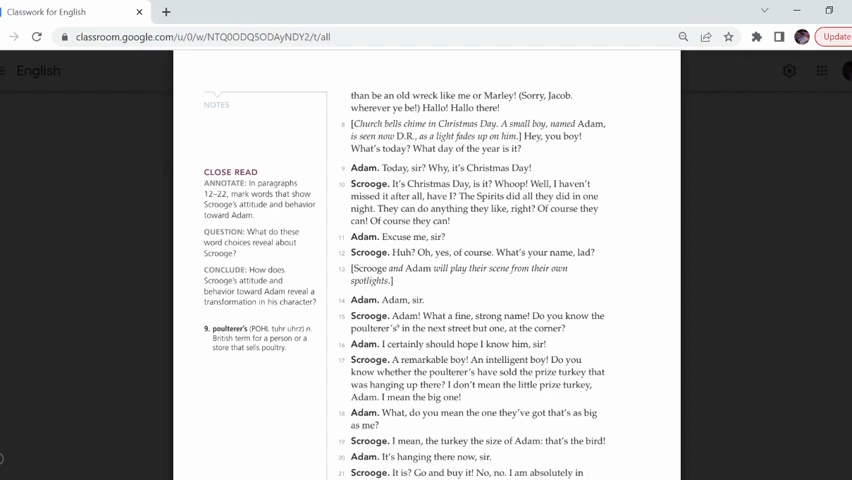 Classwork for English
classroom.google.com/u/0/w/NTQ0ODQ5ODAyNDY2/t/all
Update
English
NOTES
than be an old wreck like me or Marley! (Sorry, Jacob.
wherever ye be!) Hallo! Hallo there!
8 [Church bells chime in Christmas Day. A small boy, named Adam,
is seen now D.R., as a light fades up on him.] Hey, you boy!
What's today? What day of the year is it?
9 Adam. Today, sir? Why, it's Christmas Day!
10 Scrooge. It's Christmas Day, is it? Whoop! Well, I haven't
missed it after all, have I? The Spirits did all they did in one
night. They can do anything they like, right? Of course they
can! Of course they can!
11 Adam. Excuse me, sir?
12 Scrooge. Huh? Oh, yes, of course. What's your name, lad?
13 [Scrooge and Adam will play their scene from their own
spotlights.]
14 Adam. Adam, sir.
15 Scrooge. Adam! What a fine, strong name! Do you know the
poulterer's⁹ in the next street but one, at the corner?
16 Adam. I certainly should hope I know him, sir!
17 Scrooge. A remarkable boy! An intelligent boy! Do you
know whether the poulterer's have sold the prize turkey that
was hanging up there? I don't mean the little prize turkey,
Adam. I mean the big one!
18 Adam. What, do you mean the one they've got that's as big
as me?
19 Scrooge. I mean, the turkey the size of Adam: that's the bird!
20 Adam. It's hanging there now, sir.
21 Scrooge. It is? Go and buy it! No, no. I am absolutely in
CLOSE READ
ANNOTATE: In paragraphs
12–22, mark words that show
Scrooge's attitude and behavior
toward Adam.
QUESTION: What do these
word choices reveal about
Scrooge?
CONCLUDE: How does
Scrooge's attitude and
behavior toward Adam reveal a
transformation in his character?
9. poulterer's (POHL tuhr uhrz) n.
British term for a person or a
store that sells poultry.